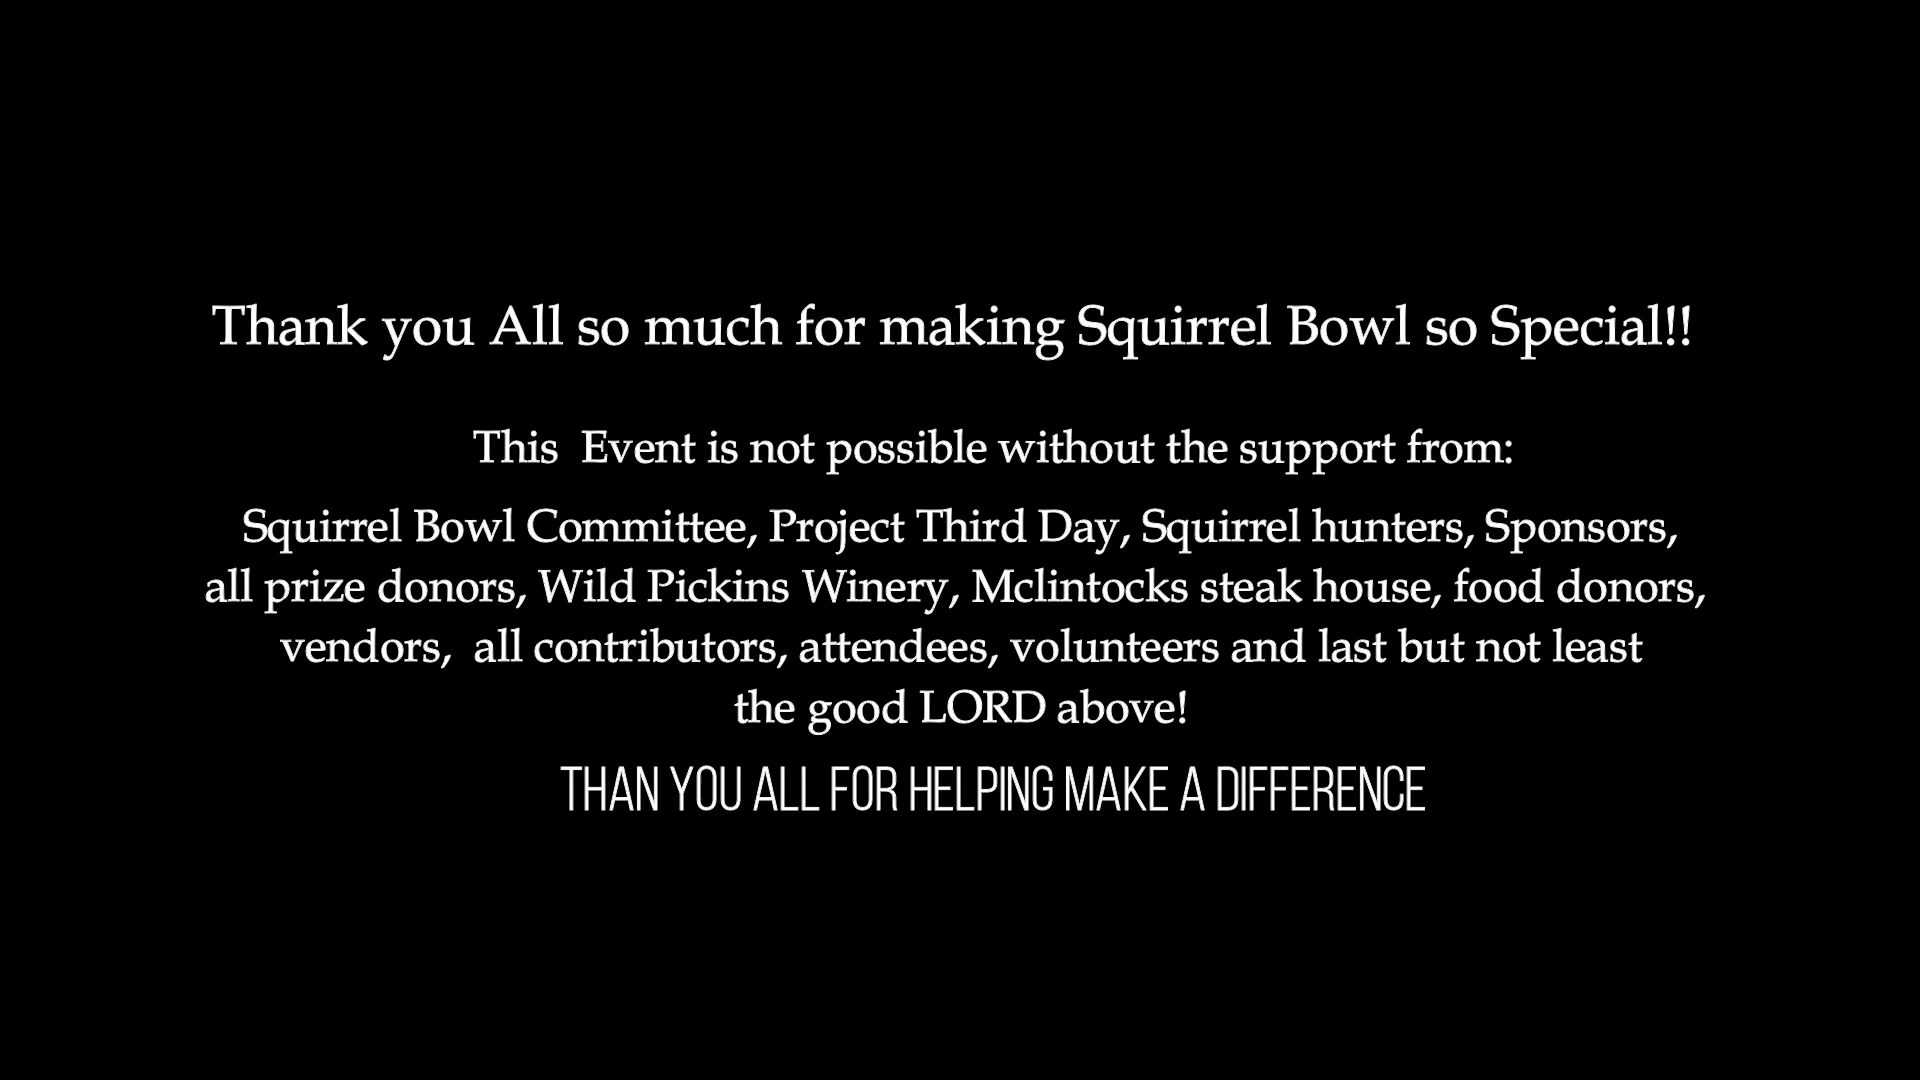 Thank you All so much for making Squirrel Bowl so Special!!
This  Event is not possible without the support from:
Squirrel Bowl Committee, Project Third Day, Squirrel hunters, Sponsors,
all prize donors, Wild Pickins Winery, Mclintocks steak house, food donors,
vendors,  all contributors, attendees, volunteers and last but not least
the good LORD above!
THAN YOU ALL FOR HELPING MAKE A DIFFERENCE